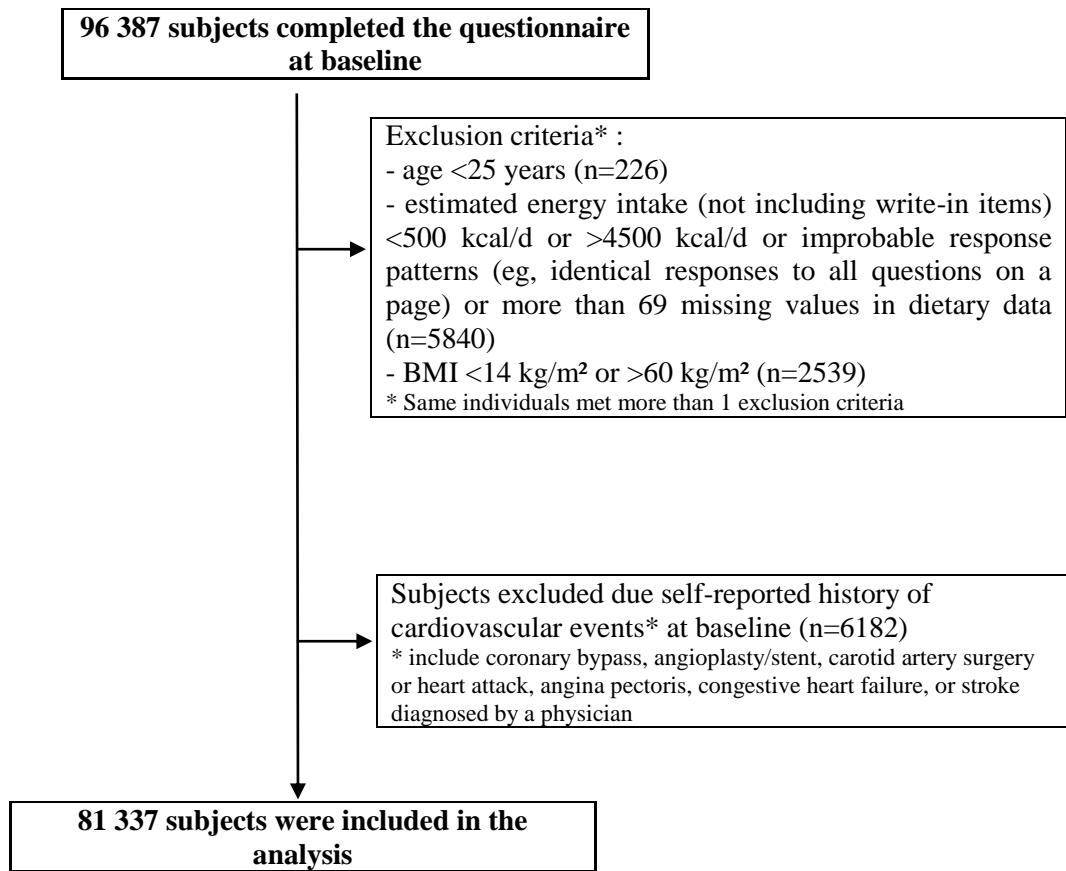 96 387 subjects completed the questionnaire
at baseline
Exclusion criteria* :
- age <25 years (n=226)
- estimated energy intake (not including write-in items)
<500 kcal/d or >4500 kcal/d or improbable response
patterns (eg, identical responses to all questions on a
page) or more than 69 missing values in dietary data
(n=5840)
- BMI <14 kg/m² or >60 kg/m² (n=2539)
* Same individuals met more than 1 exclusion criteria
Subjects excluded due self-reported history of
cardiovascular events* at baseline (n=6182)
* include coronary bypass, angioplasty/stent, carotid artery surgery
or heart attack, angina pectoris, congestive heart failure, or stroke
diagnosed by a physician
81 337 subjects were included in the
analysis